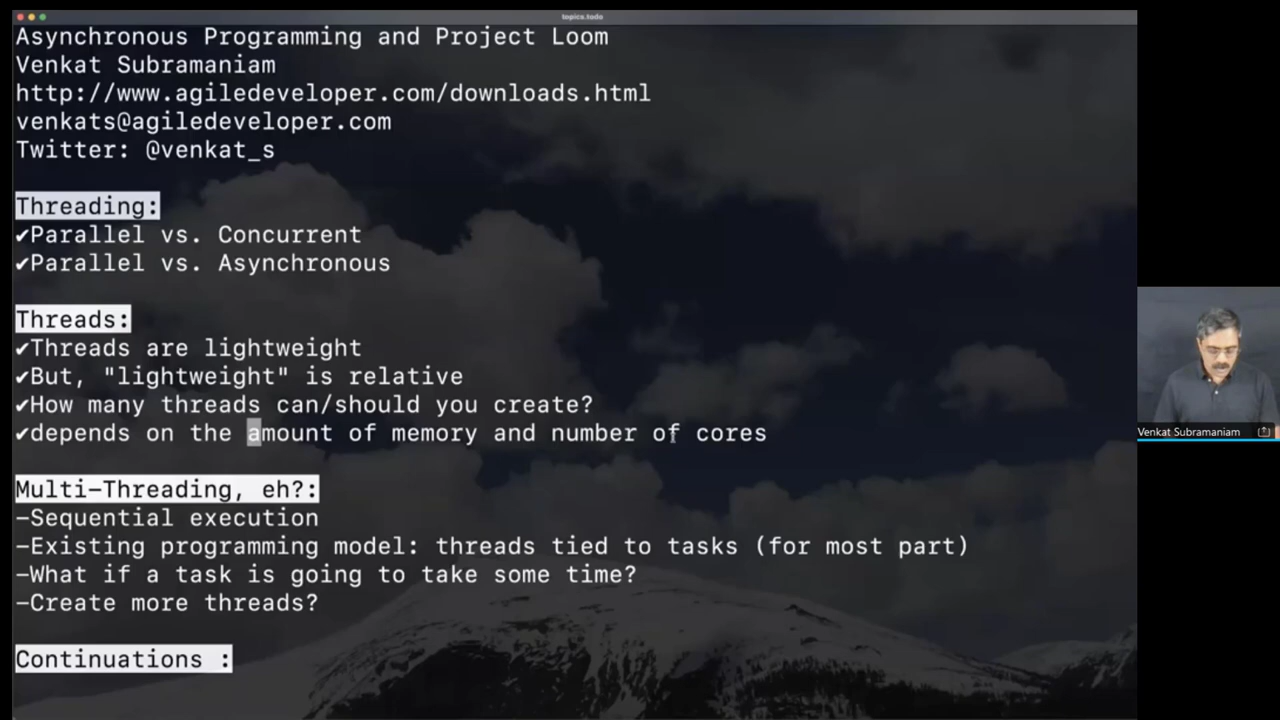 topics.todo
Asynchronous Programming and Project Loom
Venkat Subramaniam
http://www.agiledeveloper.com/downloads.html
venkats@agiledeveloper.com
Twitter: @venkat_s
Threading:
✔Parallel vs. Concurrent
✔Parallel vs. Asynchronous
Threads:
✔Threads are lightweight
✔But, "lightweight" is relative
✔How many threads can/should you create?
✔depends on the amount of memory and number of cores
Multi-Threading, eh?:
-Sequential execution
-Existing programming model: threads tied to tasks (for most part)
-What if a task is going to take some time?
-Create more threads?
Continuations :
Venkat Subramaniam